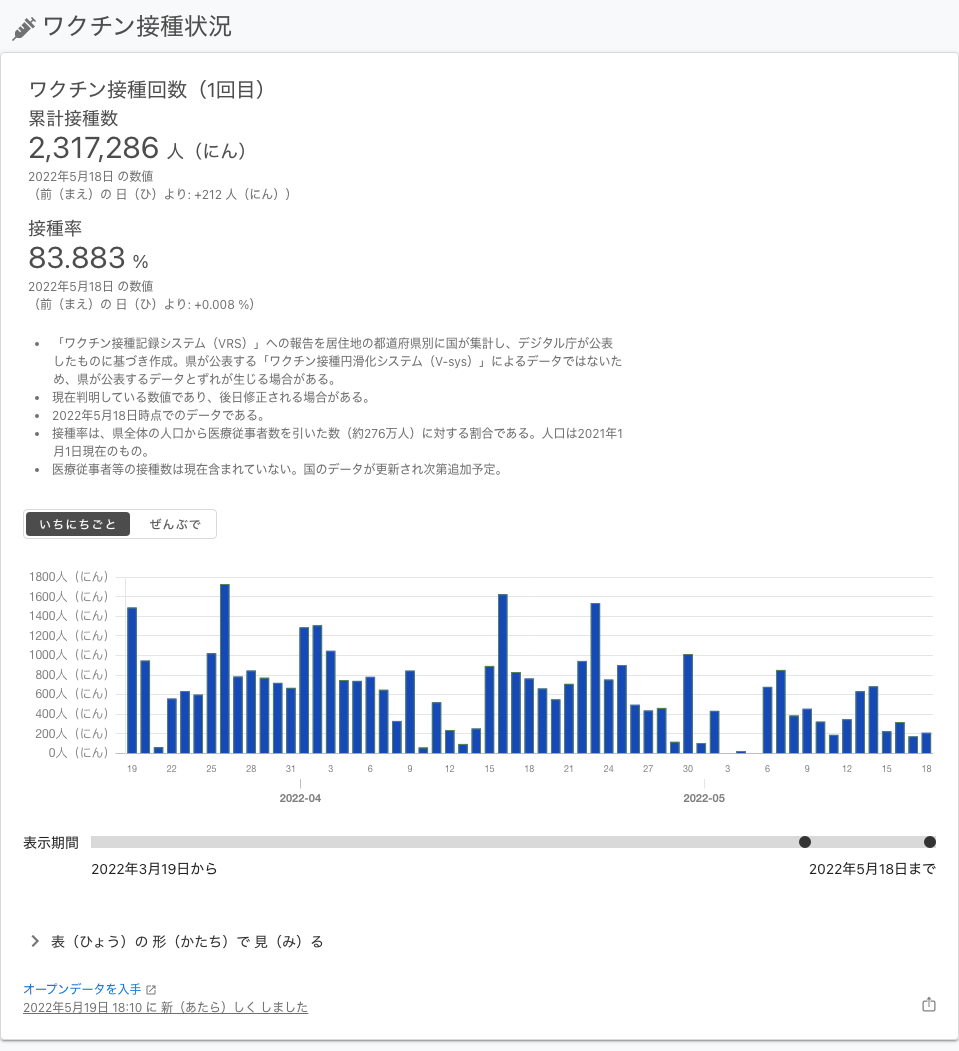 ワクチン接種状況
ワクチン接種回数（1回目）
累計接種数
2,317,286 人（にん）
2022年5月18日 の数値
（前（まえ）の 日（ひ）より: +212 人（にん））
接種率
83.883 %
2022年5月18日 の数値
（前（まえ）の 日（ひ）より: +0.008 %）
・ 「ワクチン接種記録システム（VRS）」への報告を居住地の都道府県別に国が集計し、デジタル庁が公表
したものに基づき作成。県が公表する「ワクチン接種円滑化システム（V-sys）」によるデータではないた
め、県が公表するデータとずれが生じる場合がある。
・ 現在判明している数値であり、後日修正される場合がある。
・ 2022年5月18日時点でのデータである。
・ 接種率は、県全体の人口から医療従事者数を引いた数（約276万人）に対する割合である。人口は2021年1
月1日現在のもの。
・ 医療従事者等の接種数は現在含まれていない。国のデータが更新され次第追加予定。
いちにちごと ぜんぶで
1800人（にん）
1600人（にん）
1400人（にん）
1200人（にん）
1000人（にん）
800人（にん）
600人（にん）
400人（にん）
200人（にん）
0人（にん）
19 22 25 28 31 3 6 9 12 15 18 21 24 27 30 3 6 9 12 15 18
2022-04 2022-05
表示期間
2022年3月19日から 2022年5月18日まで
表（ひょう）の 形（かたち）で 見（み）る
オープンデータを入手
2022年5月19日 18:10 に 新（あたら）しく しました